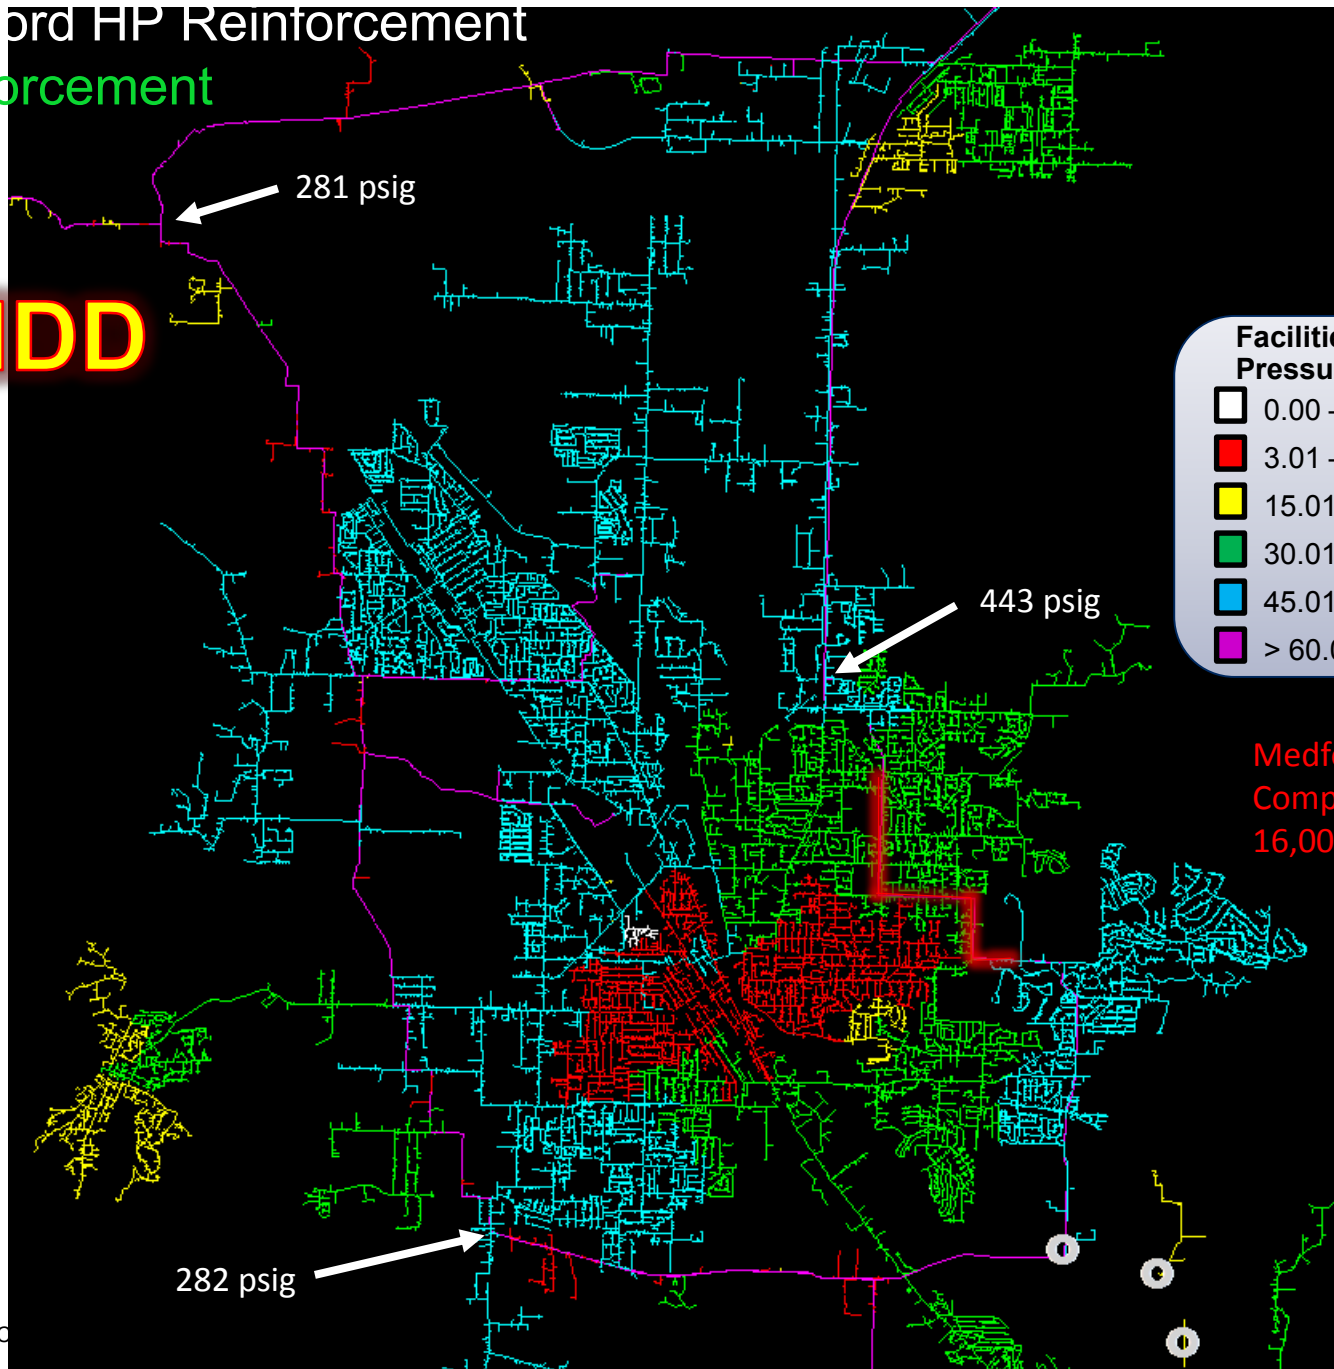 ord HP Reinforcement
orcement
281 psig
DD
Facilitie
Pressu
0.00 -
3.01 -
15.01
30.01
45.01
> 60.0
443 psig
Medfo
Comp
16,00
282 psig